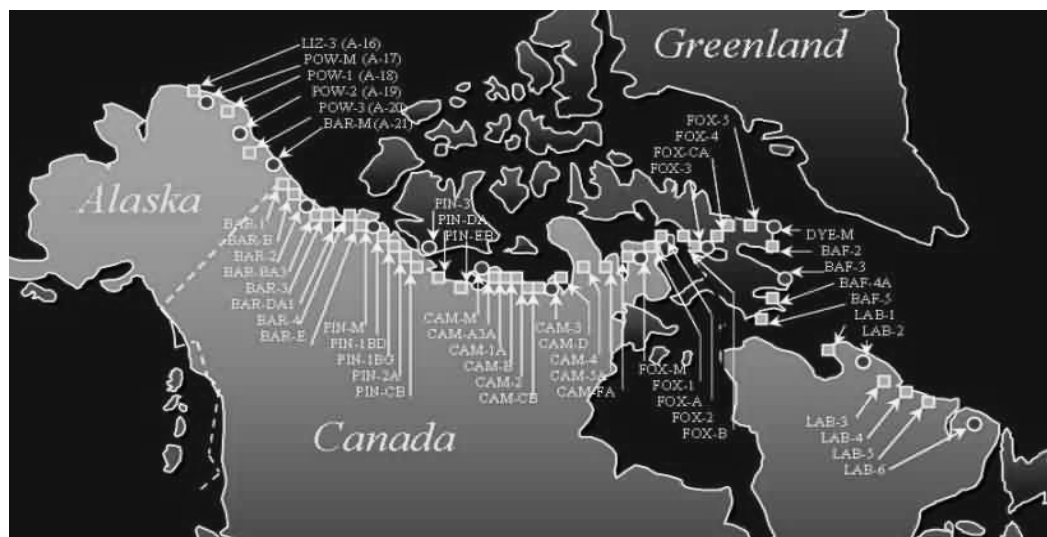 LIZ-3 (A-16)
POW-M (A-17)
POW-1 (A-18)
POW-2 (A-19)
POW-3 (A-20)
BAR-M (A-21)
Greenland
Alaska
Canada
BAR-1
BAR-B
BAR-2
BAR-BA3
BAR-3
BAR-DA1
BAR-4
BAR-E
PIN-3
PIN-DA
PIN-EB
PIN-M
PIN-1BD
PIN-1BG
PIN-2A
PIN-CB
CAM-M
CAM-A3A
CAM-1A
CAM-B
CAM-2
CAM-CB
CAM-3
CAM-D
CAM-4
CAM-5A
CAM-FA
FOX-5
FOX-4
FOX-CA
FOX-3
FOX-M
FOX-1
FOX-A
FOX-2
FOX-B
DYE-M
BAF-2
BAF-3
BAF-4A
BAF-5
LAB-1
LAB-2
LAB-3
LAB-4
LAB-5
LAB-6